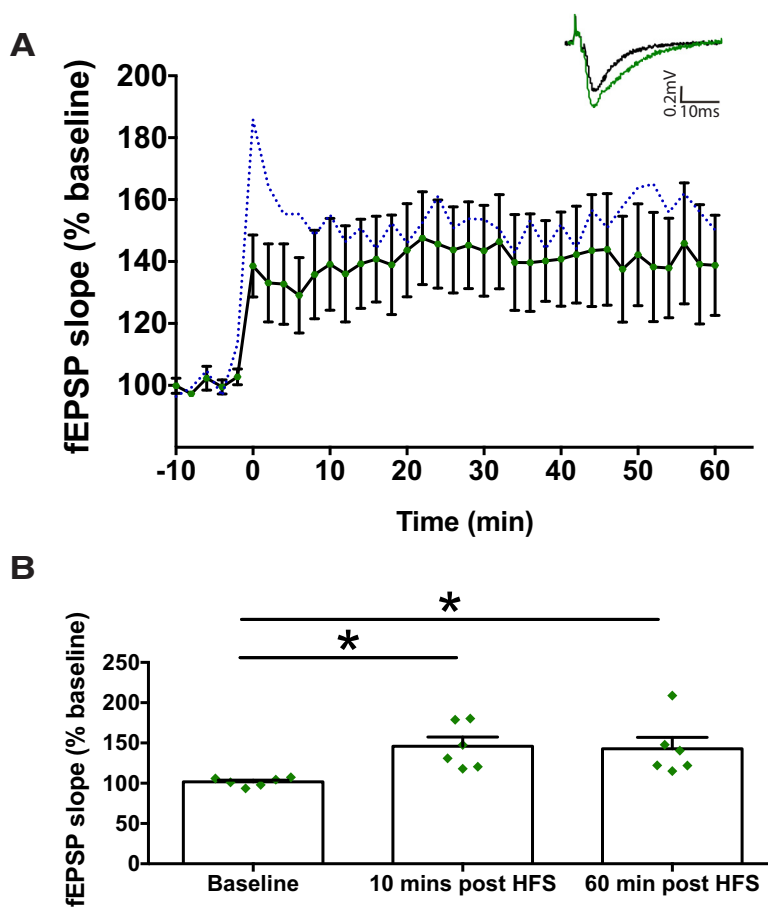 A
fEPSP slope (% baseline)
200
180
160
140
120
100
-10 0 10 20 30 40 50 60
Time (min)
0.2mV
10ms
B
fEPSP slope (% baseline)
250
200
150
100
50
0
* *
Baseline 10 mins post HFS 60 min post HFS